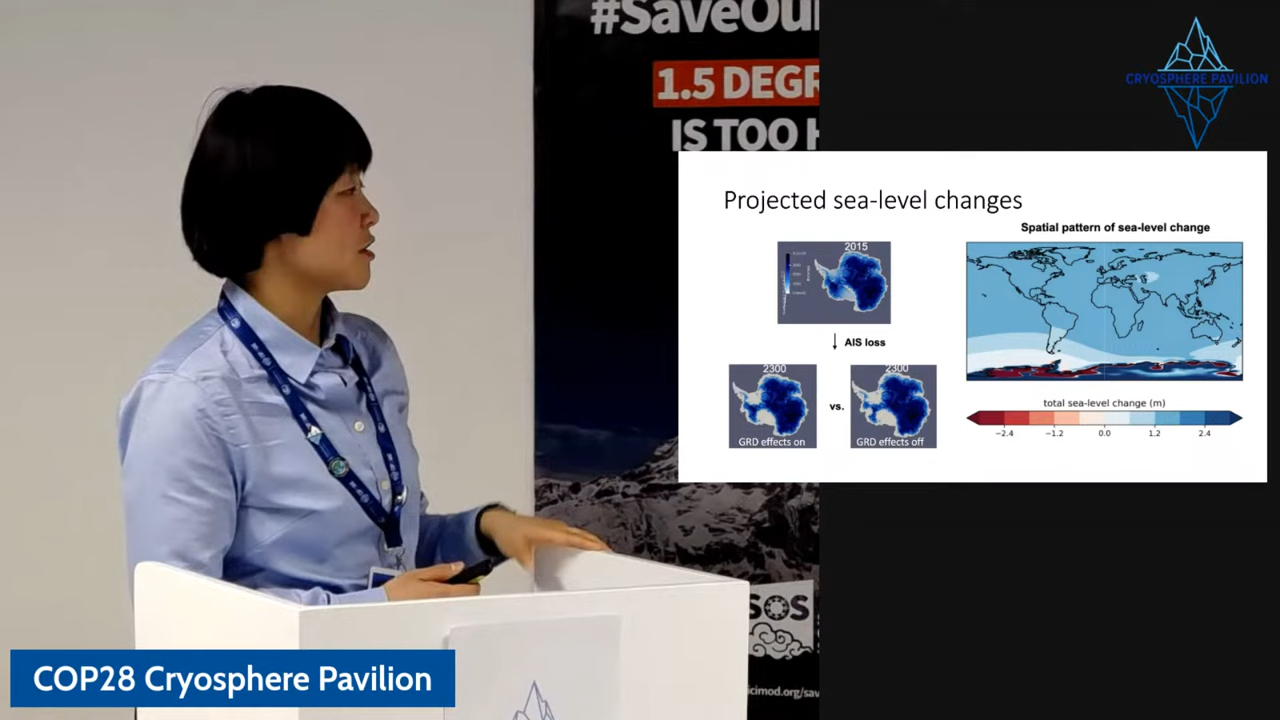 #SaveOu
1.5 DEGR
IS TOO H
CRYOSPHERE PAVILION
Projected sea-level changes
Spatial pattern of sea-level change
2015
AIS loss
2300
2300
vs.
GRD effects on
GRD effects off
total sea-level change (m)
−2.4 −1.2 0.0 1.2 2.4
SOS
icimod.org/sav
COP28 Cryosphere Pavilion